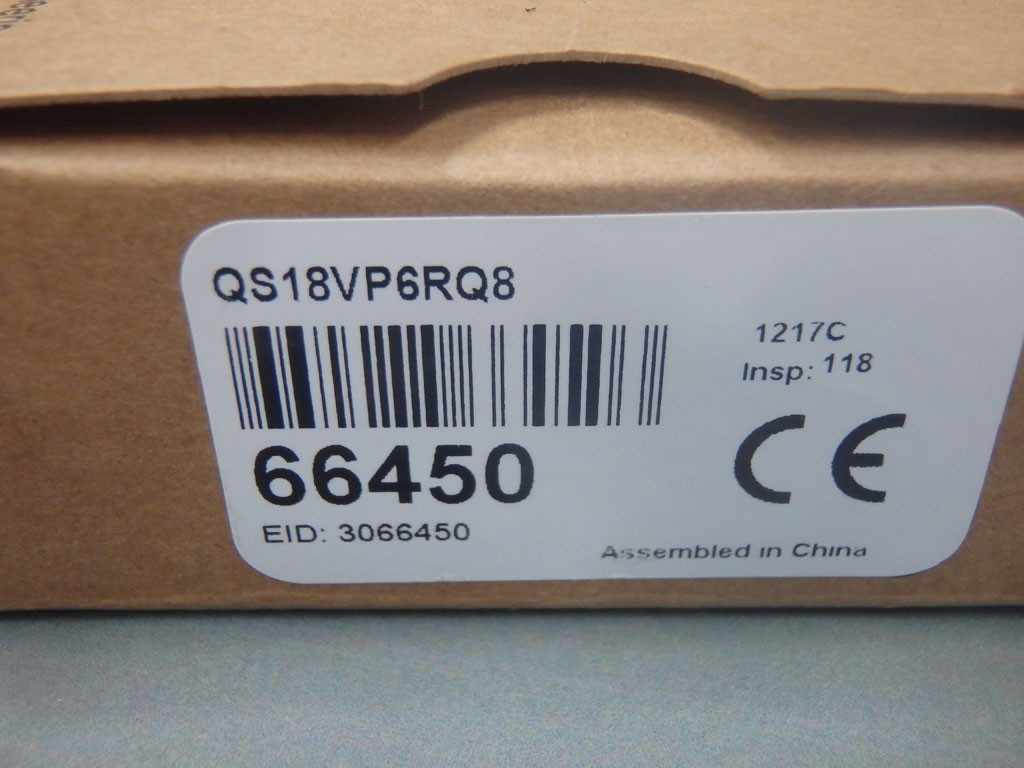 QS18VP6RQ8
1217C
Insp: 118
66450
CE
EID: 3066450
Assembled in China